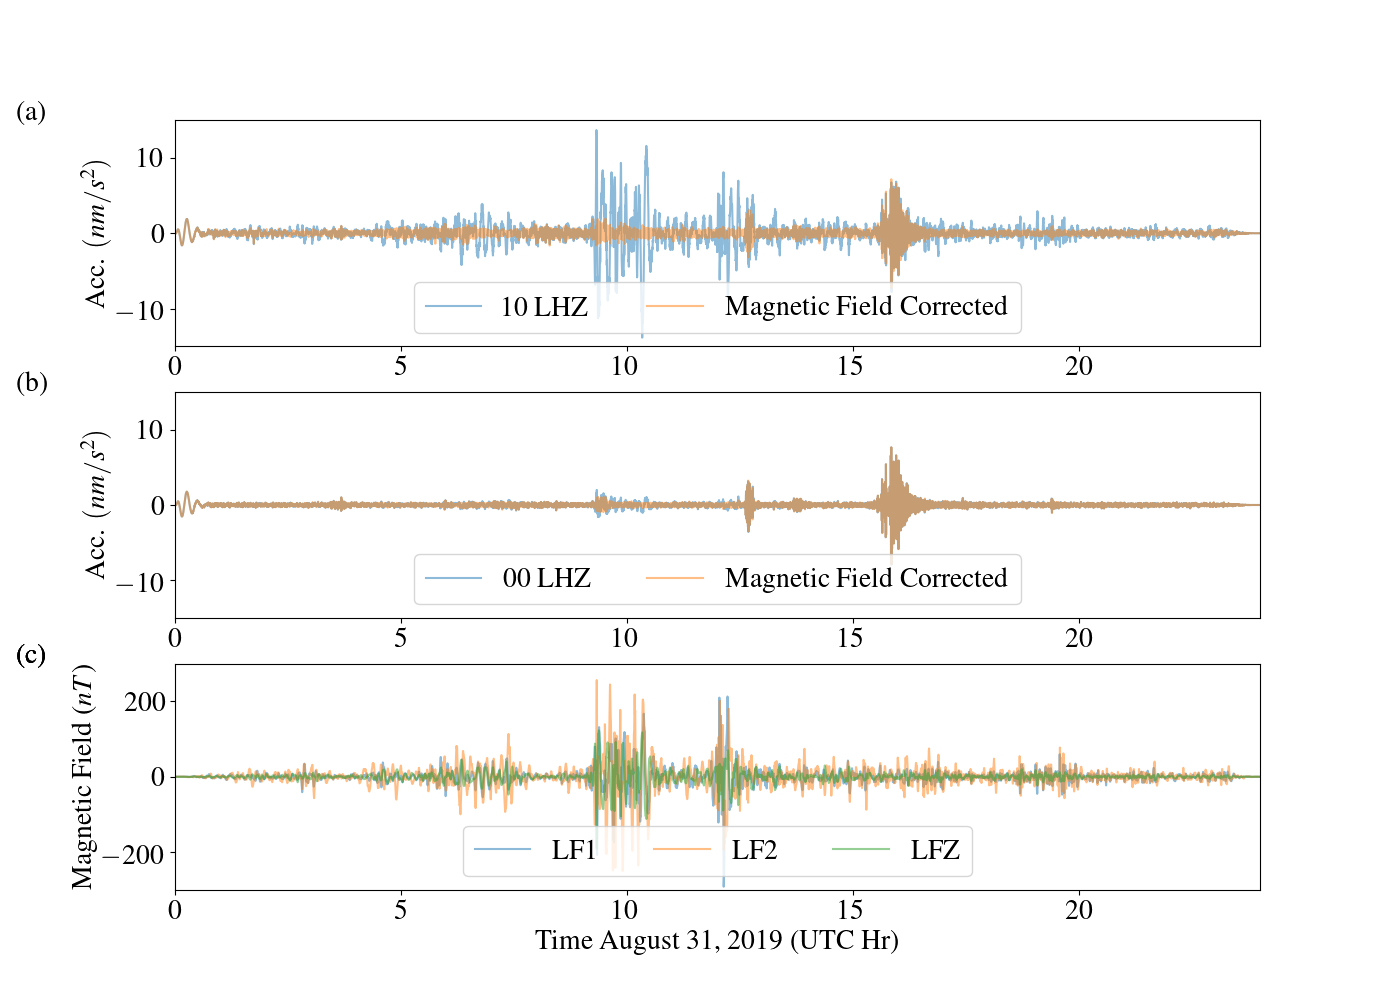 (a)
Acc. (nm/s²)
10
0
−10
10 LHZ Magnetic Field Corrected
0 5 10 15 20
(b)
Acc. (nm/s²)
10
0
−10
00 LHZ Magnetic Field Corrected
0 5 10 15 20
(c)
Magnetic Field (nT)
200
0
−200
LF1 LF2 LFZ
0 5 10 15 20
Time August 31, 2019 (UTC Hr)